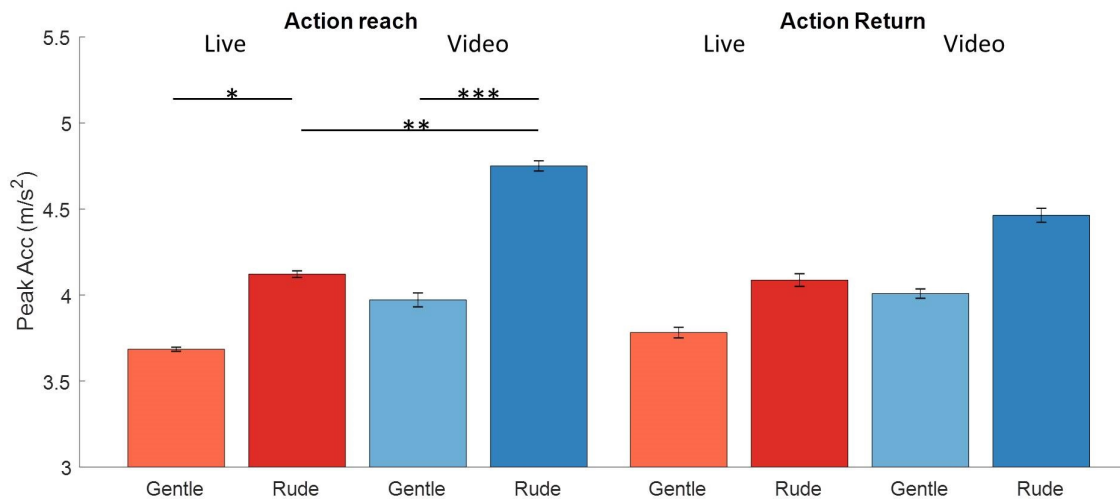 Action reach
Action Return
Live
Video
Live
Video
5.5
5
4.5
4
3.5
3
Peak Acc (m/s²)
*
***
**
Gentle Rude Gentle Rude Gentle Rude Gentle Rude